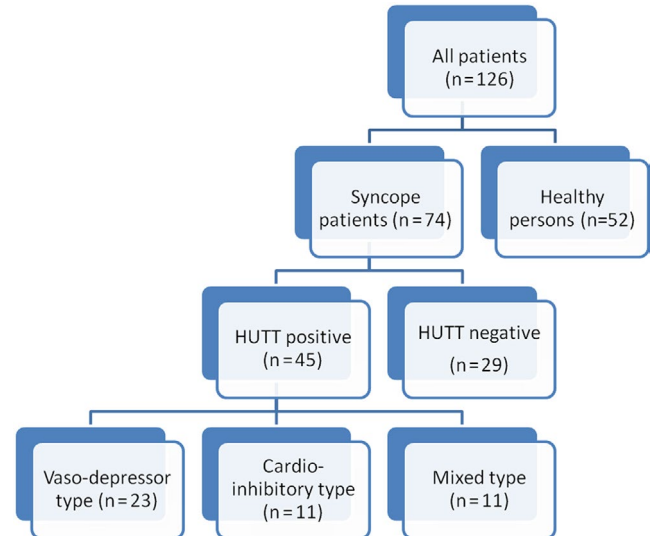 All patients
(n=126)
Syncope
patients (n=74)
Healthy
persons (n=52)
HUTT positive
(n=45)
HUTT negative
(n=29)
Vaso-depressor
type (n=23)
Cardio-
inhibitory type
(n=11)
Mixed type
(n=11)